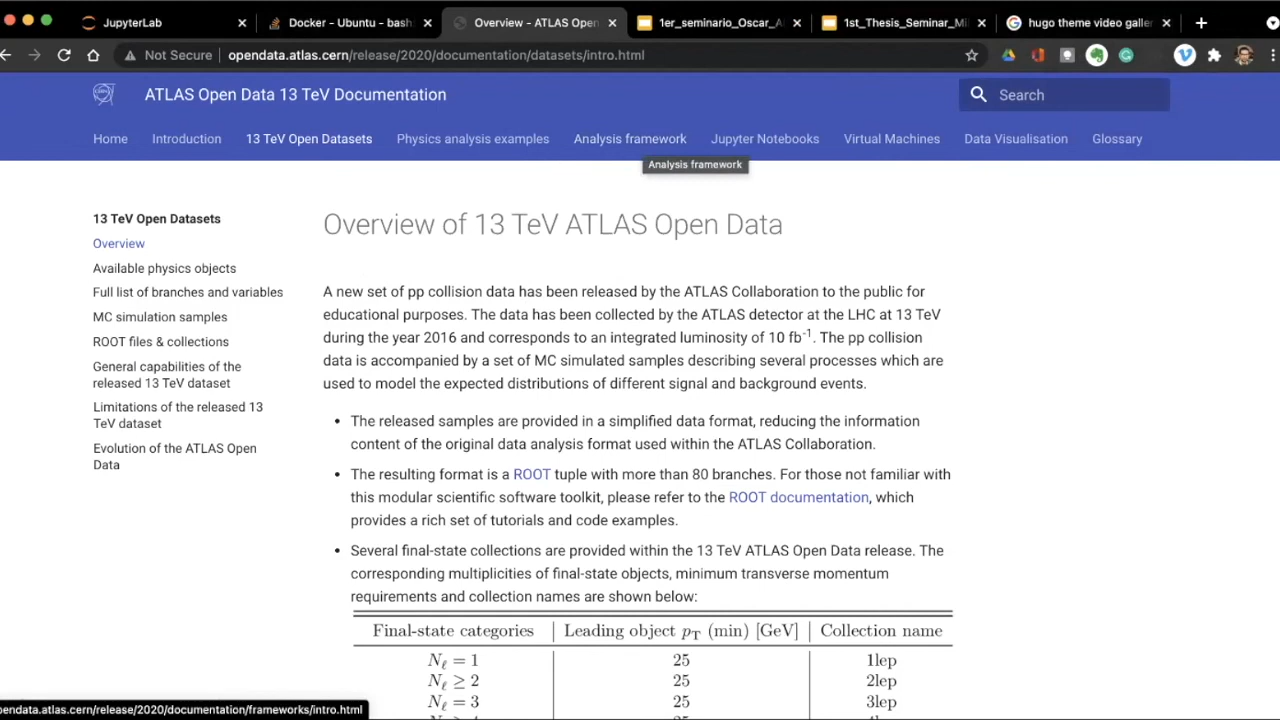 JupyterLab
Docker - Ubuntu - bash
Overview - ATLAS Open
1er_seminario_Oscar_A
1st_Thesis_Seminar_Mi
hugo theme video galle
Not Secure
opendata.atlas.cern/release/2020/documentation/datasets/intro.html
CERN
ATLAS Open Data 13 TeV Documentation
Search
Home Introduction 13 TeV Open Datasets Physics analysis examples Analysis framework Jupyter Notebooks Virtual Machines Data Visualisation Glossary
Analysis framework
13 TeV Open Datasets
Overview
Available physics objects
Full list of branches and variables
MC simulation samples
ROOT files & collections
General capabilities of the
released 13 TeV dataset
Limitations of the released 13
TeV dataset
Evolution of the ATLAS Open
Data
Overview of 13 TeV ATLAS Open Data
A new set of pp collision data has been released by the ATLAS Collaboration to the public for
educational purposes. The data has been collected by the ATLAS detector at the LHC at 13 TeV
during the year 2016 and corresponds to an integrated luminosity of 10 fb⁻¹. The pp collision
data is accompanied by a set of MC simulated samples describing several processes which are
used to model the expected distributions of different signal and background events.
• The released samples are provided in a simplified data format, reducing the information
content of the original data analysis format used within the ATLAS Collaboration.
• The resulting format is a ROOT tuple with more than 80 branches. For those not familiar with
this modular scientific software toolkit, please refer to the ROOT documentation, which
provides a rich set of tutorials and code examples.
• Several final-state collections are provided within the 13 TeV ATLAS Open Data release. The
corresponding multiplicities of final-state objects, minimum transverse momentum
requirements and collection names are shown below:
Final-state categories Leading object pT (min) [GeV] Collection name
Nℓ = 1 25 1lep
Nℓ ≥ 2 25 2lep
Nℓ = 3 25 3lep
pendata.atlas.cern/release/2020/documentation/frameworks/intro.html